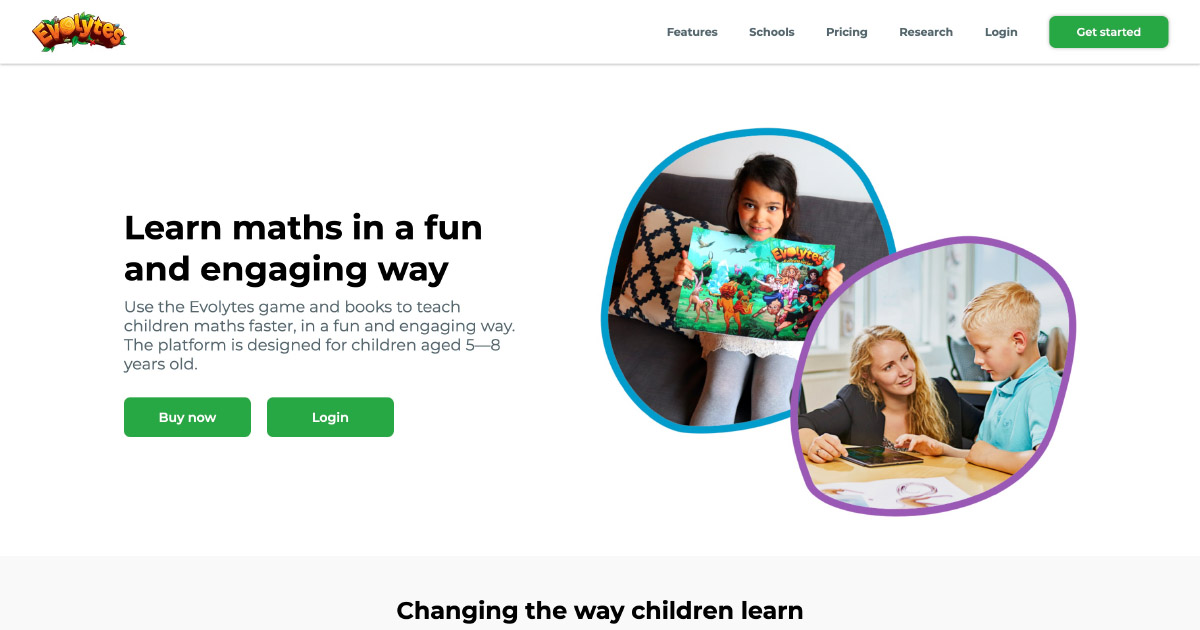 Evolytes
Features
Schools
Pricing
Research
Login
Get started
Learn maths in a fun
and engaging way
Use the Evolytes game and books to teach
children maths faster, in a fun and engaging way.
The platform is designed for children aged 5—8
years old.
Buy now
Login
Evolytes
Changing the way children learn